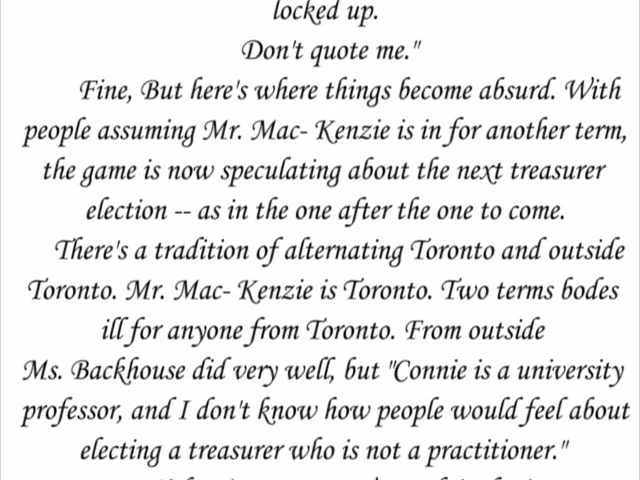 locked up.
Don't quote me."
Fine, But here's where things become absurd. With
people assuming Mr. Mac- Kenzie is in for another term,
the game is now speculating about the next treasurer
election -- as in the one after the one to come.
There's a tradition of alternating Toronto and outside
Toronto. Mr. Mac- Kenzie is Toronto. Two terms bodes
ill for anyone from Toronto. From outside
Ms. Backhouse did very well, but "Connie is a university
professor, and I don't know how people would feel about
electing a treasurer who is not a practitioner."